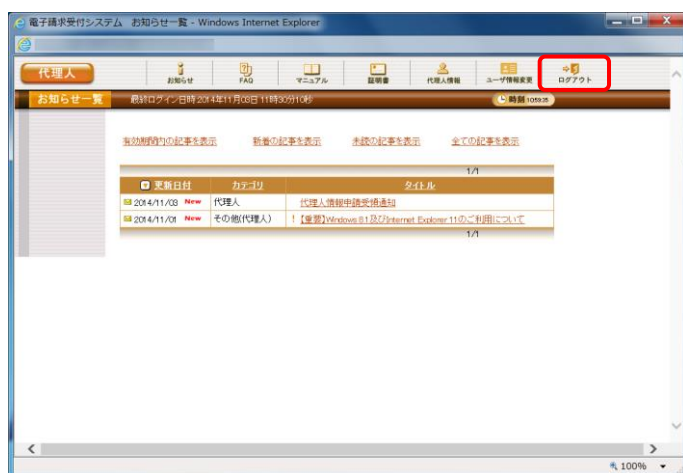 電子請求受付システム お知らせ一覧 - Windows Internet Explorer
代理人
お知らせ
FAQ
マニュアル
証明書
代理人情報
ユーザ情報変更
ログアウト
お知らせ一覧
最終ログイン日時 2014年11月03日 11時30分10秒
時刻 10:59:35
有効期間内の記事を表示 新着の記事を表示 未読の記事を表示 全ての記事を表示
1/1
更新日付 カテゴリ タイトル
2014/11/03 New 代理人 代理人情報申請受領通知
2014/11/01 New その他(代理人) ! 【重要】Windows 8.1 及びInternet Explorer 11のご利用について
1/1
100%